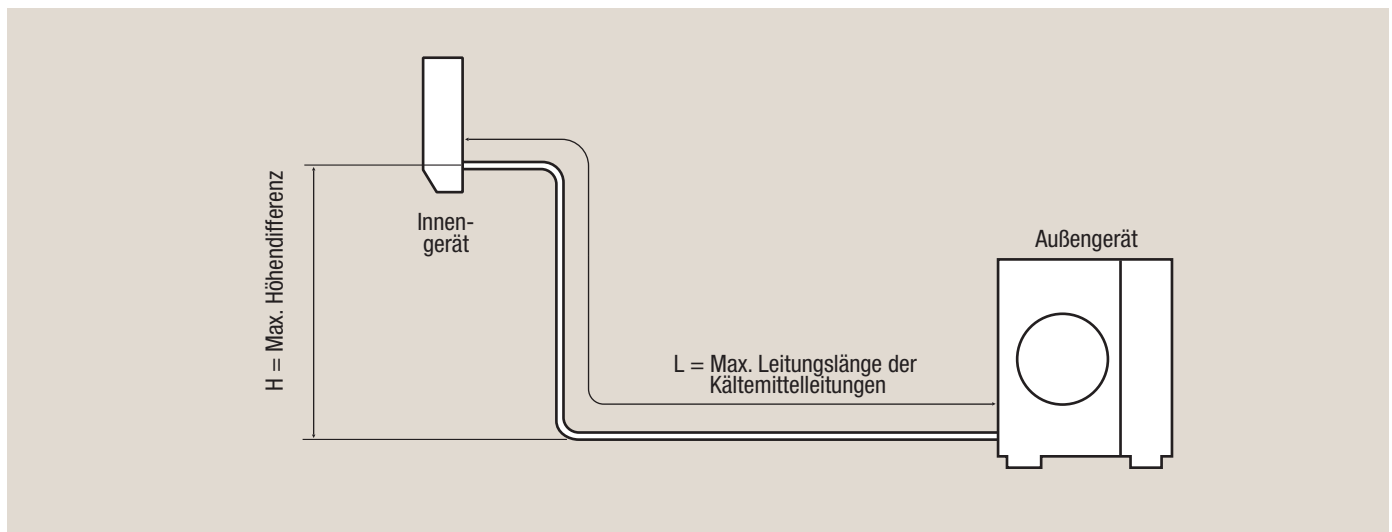 H = Max. Höhendifferenz
Innen-
gerät
Außengerät
L = Max. Leitungslänge der
Kältemittelleitungen